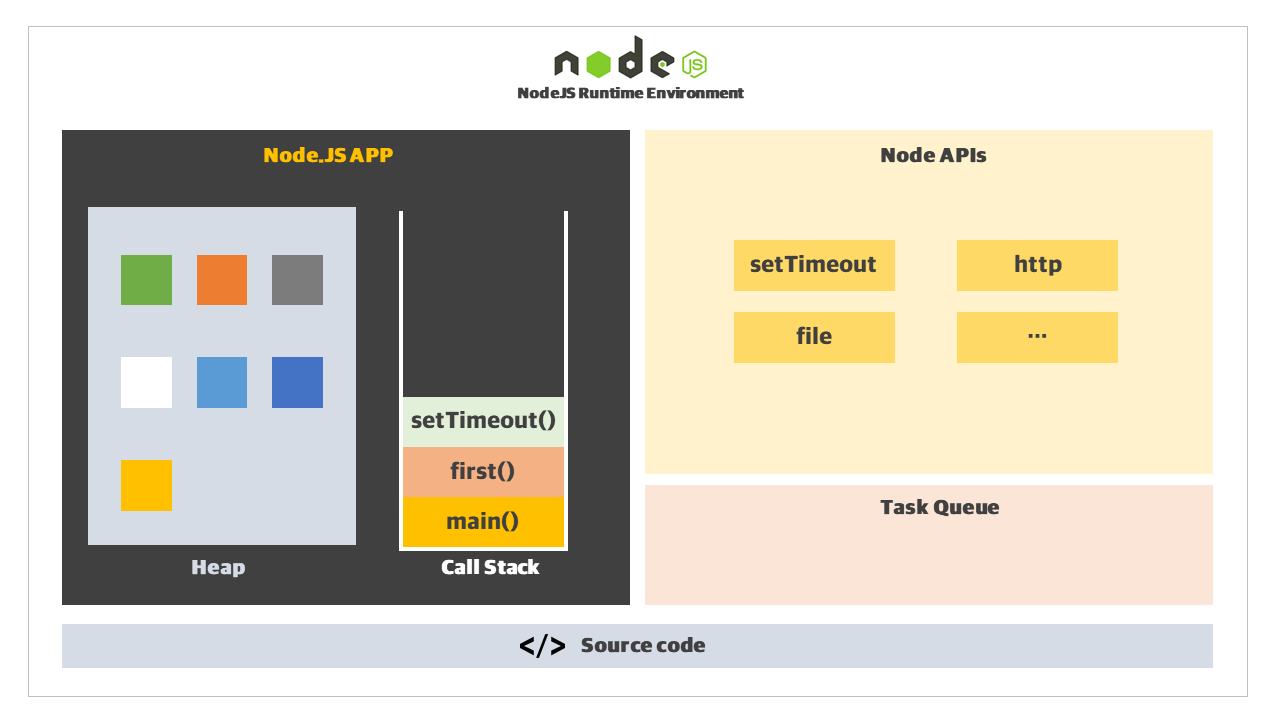 node JS
NodeJS Runtime Environment
Node.JS APP
Heap
setTimeout()
first()
main()
Call Stack
Node APIs
setTimeout
http
file
...
Task Queue
</> Source code